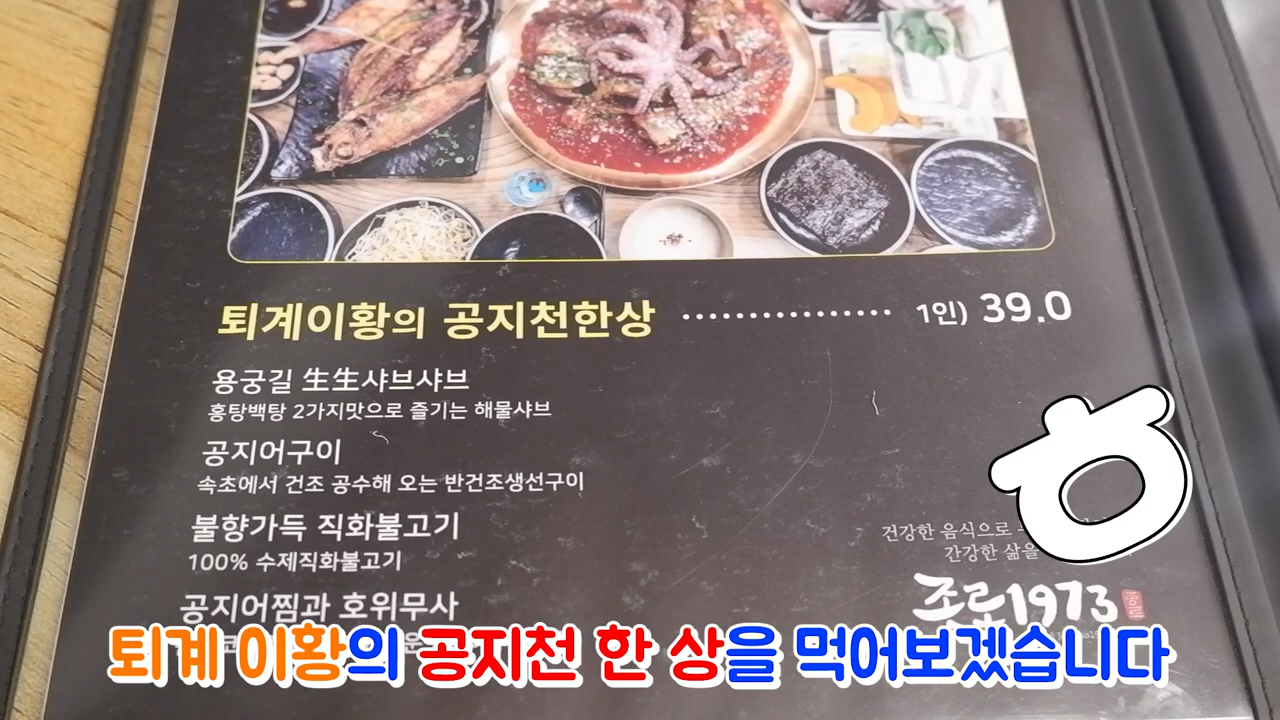 퇴계이황의 공지천한상 ················ 1인) 39.0
용궁길 生生샤브샤브
홍탕백탕 2가지맛으로 즐기는 해물샤브
공지어구이
속초에서 건조 공수해 오는 반건조생선구이
불향가득 직화불고기
100% 수제직화불고기
공지어찜과 호위무사
ㅎ
건강한 음식으로
간강한 삶을
조로1973
퇴계 이황의 공지천 한 상을 먹어보겠습니다